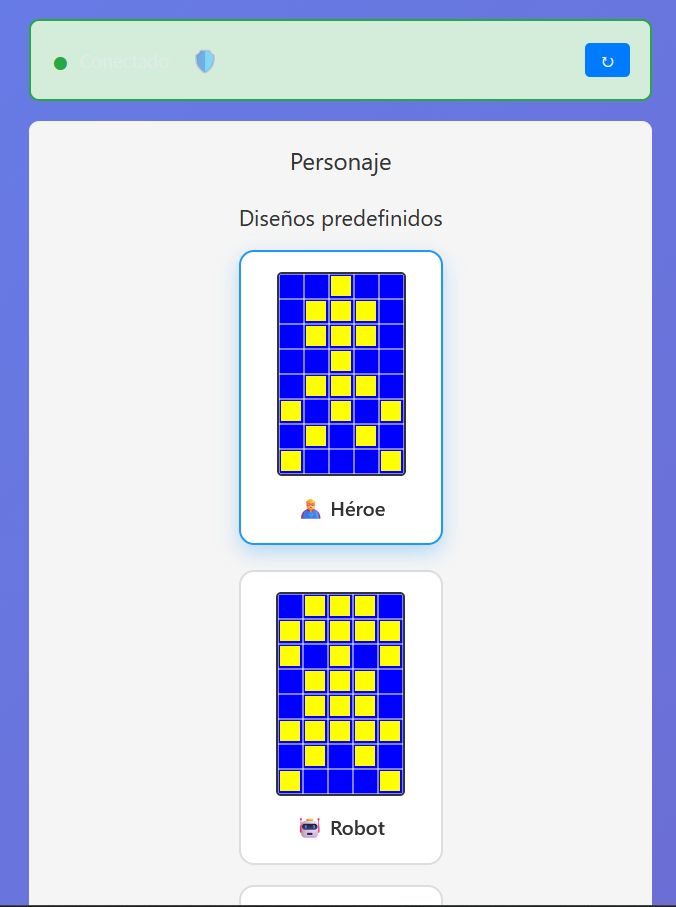 Conectado
↻
Personaje
Diseños predefinidos
Héroe
Robot